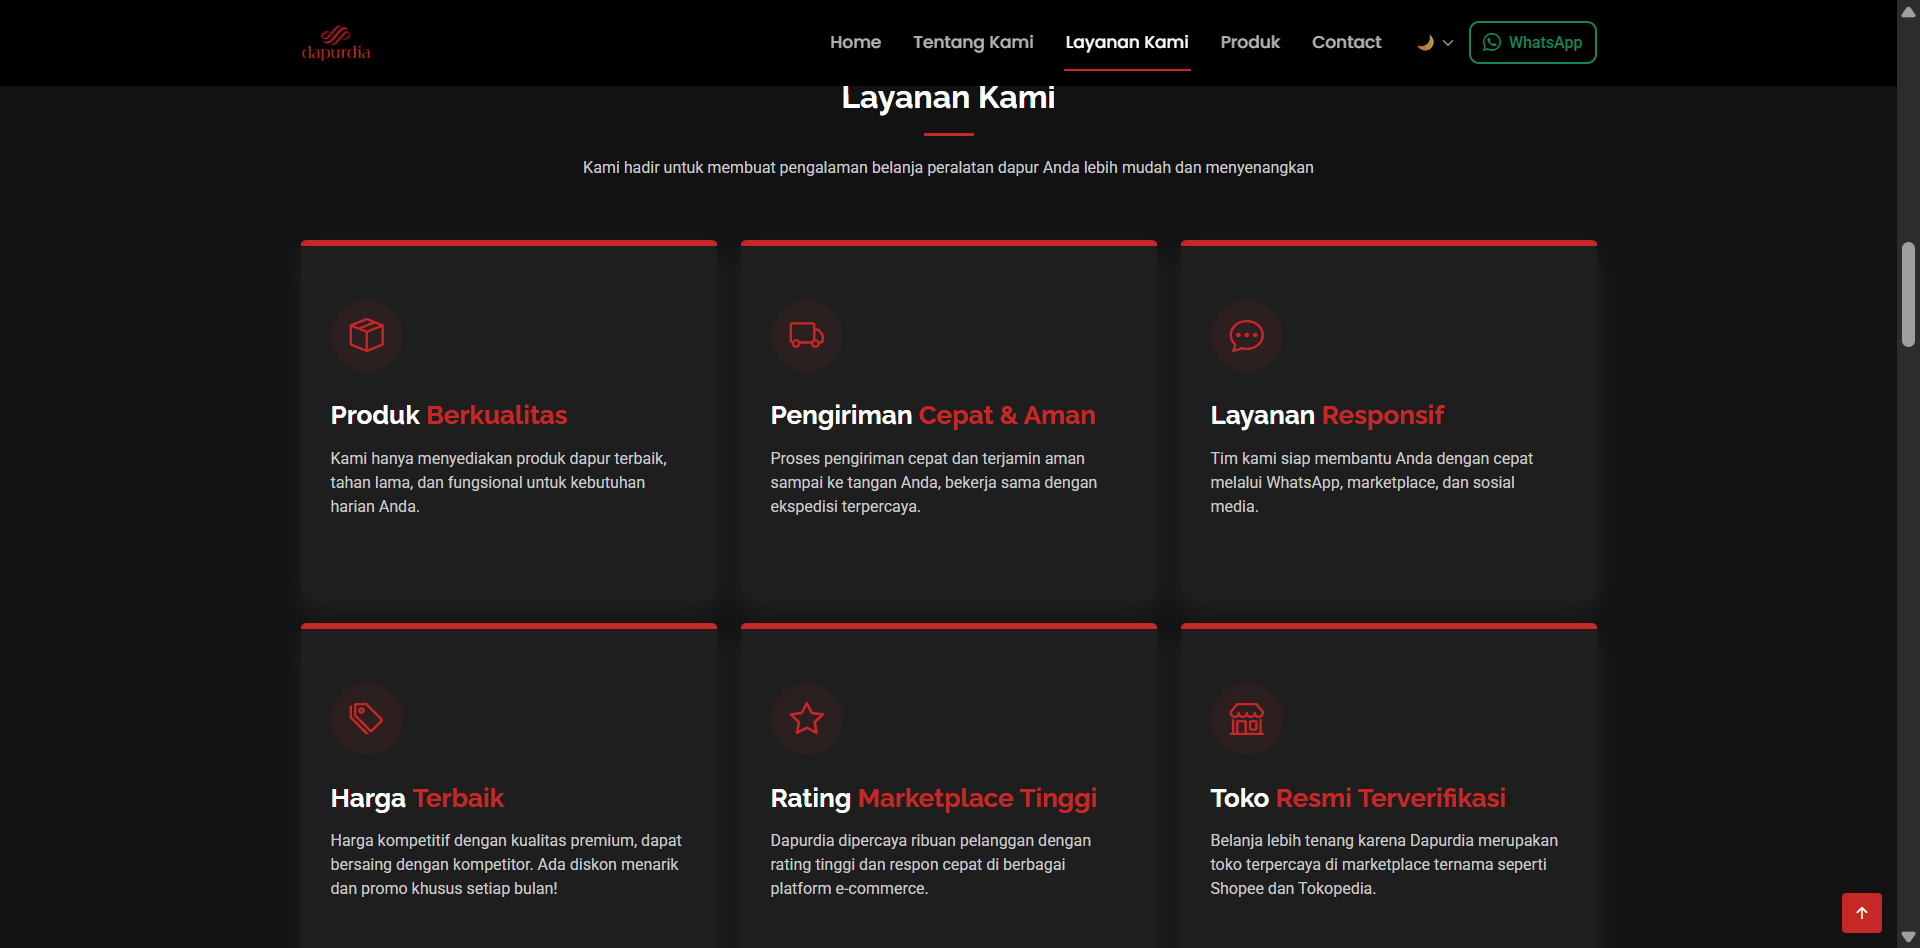 dapurdia
Home Tentang Kami Layanan Kami Produk Contact WhatsApp
Layanan Kami
Kami hadir untuk membuat pengalaman belanja peralatan dapur Anda lebih mudah dan menyenangkan
Produk Berkualitas
Kami hanya menyediakan produk dapur terbaik,
tahan lama, dan fungsional untuk kebutuhan
harian Anda.
Pengiriman Cepat & Aman
Proses pengiriman cepat dan terjamin aman
sampai ke tangan Anda, bekerja sama dengan
ekspedisi terpercaya.
Layanan Responsif
Tim kami siap membantu Anda dengan cepat
melalui WhatsApp, marketplace, dan sosial
media.
Harga Terbaik
Harga kompetitif dengan kualitas premium, dapat
bersaing dengan kompetitor. Ada diskon menarik
dan promo khusus setiap bulan!
Rating Marketplace Tinggi
Dapurdia dipercaya ribuan pelanggan dengan
rating tinggi dan respon cepat di berbagai
platform e-commerce.
Toko Resmi Terverifikasi
Belanja lebih tenang karena Dapurdia merupakan
toko terpercaya di marketplace ternama seperti
Shopee dan Tokopedia.